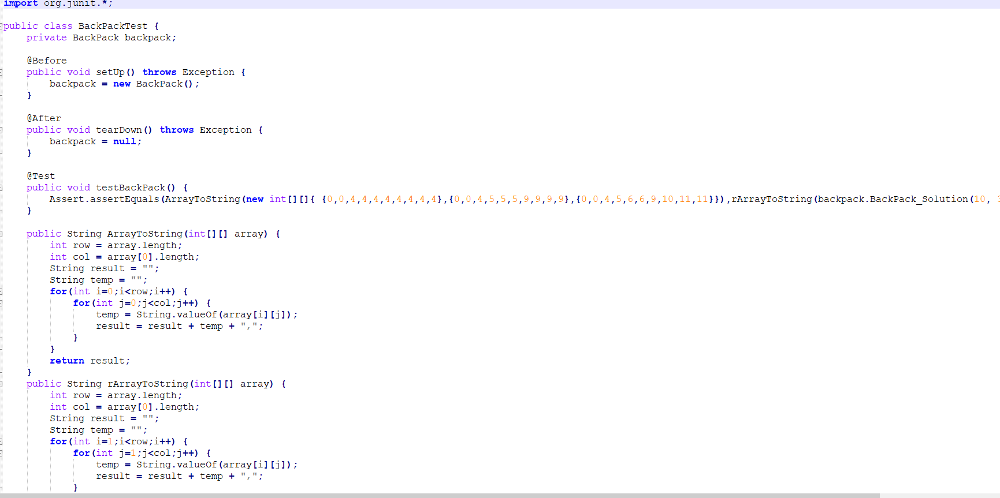 import org.junit.*;
public class BackPackTest {
private BackPack backpack;
@Before
public void setUp() throws Exception {
backpack = new BackPack();
}
@After
public void tearDown() throws Exception {
backpack = null;
}
@Test
public void testBackPack() {
Assert.assertEquals(ArrayToString(new int[][]{ {0,0,4,4,4,4,4,4,4,4},{0,0,4,5,5,5,9,9,9,9},{0,0,4,5,6,6,9,10,11,11}}),rArrayToString(backpack.BackPack_Solution(10,
}
public String ArrayToString(int[][] array) {
int row = array.length;
int col = array[0].length;
String result = "";
String temp = "";
for(int i=0;i<row;i++) {
for(int j=0;j<col;j++) {
temp = String.valueOf(array[i][j]);
result = result + temp + ",";
}
}
return result;
}
public String rArrayToString(int[][] array) {
int row = array.length;
int col = array[0].length;
String result = "";
String temp = "";
for(int i=1;i<row;i++) {
for(int j=1;j<col;j++) {
temp = String.valueOf(array[i][j]);
result = result + temp + ",";
}